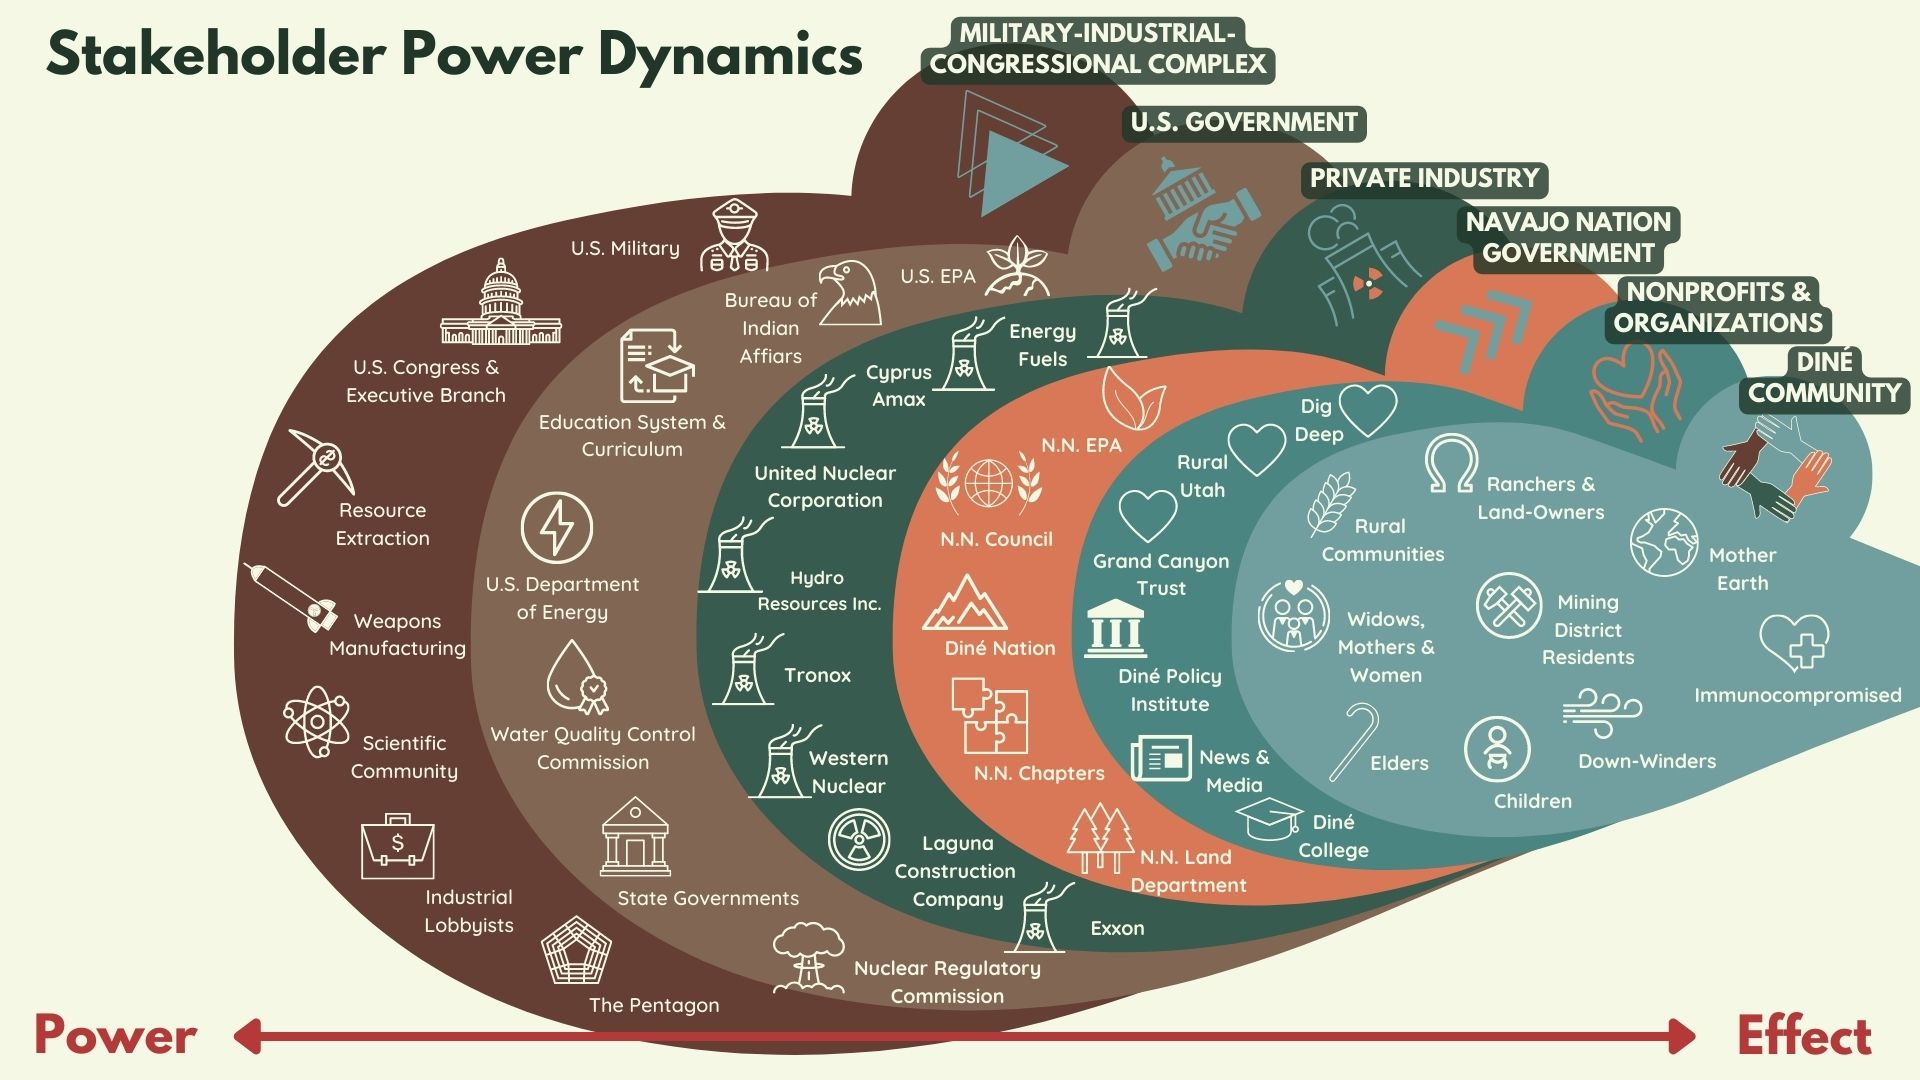 Stakeholder Power Dynamics
MILITARY-INDUSTRIAL-
CONGRESSIONAL COMPLEX
U.S. GOVERNMENT
PRIVATE INDUSTRY
NAVAJO NATION
GOVERNMENT
NONPROFITS &
ORGANIZATIONS
DINÉ
COMMUNITY
U.S. Military
U.S. Congress &
Executive Branch
Resource
Extraction
Weapons
Manufacturing
Scientific
Community
Industrial
Lobbyists
$
The Pentagon
U.S. EPA
Bureau of
Indian
Affiars
Education System &
Curriculum
U.S. Department
of Energy
Water Quality Control
Commission
State Governments
Nuclear Regulatory
Commission
Energy
Fuels
Cyprus
Amax
United Nuclear
Corporation
Hydro
Resources Inc.
Tronox
Western
Nuclear
Laguna
Construction
Company
Exxon
N.N. EPA
N.N. Council
Diné Nation
N.N. Chapters
N.N. Land
Department
Dig
Deep
Rural
Utah
Grand Canyon
Trust
Diné Policy
Institute
News &
Media
Diné
College
Ranchers &
Land-Owners
Rural
Communities
Mother
Earth
Widows,
Mothers &
Women
Mining
District
Residents
Immunocompromised
Elders
Children
Down-Winders
Power
Effect